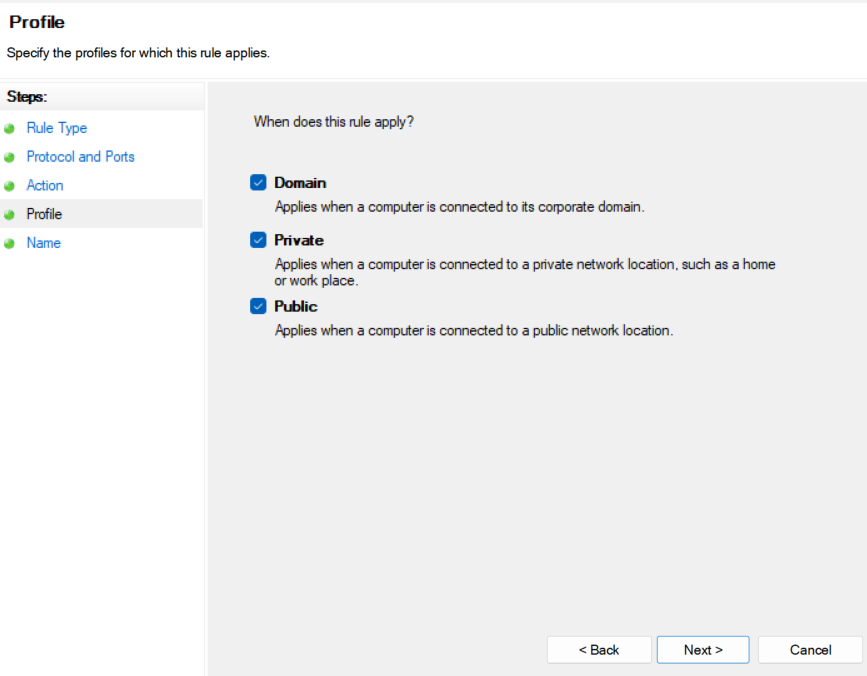 Profile
Specify the profiles for which this rule applies.
Steps:
Rule Type
Protocol and Ports
Action
Profile
Name
When does this rule apply?
Domain
Applies when a computer is connected to its corporate domain.
Private
Applies when a computer is connected to a private network location, such as a home
or work place.
Public
Applies when a computer is connected to a public network location.
< Back
Next >
Cancel